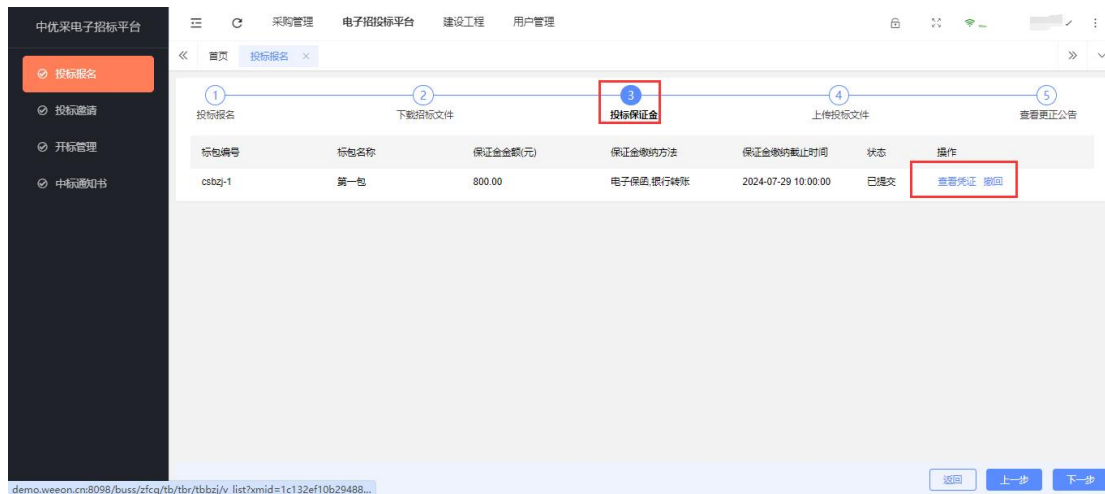 中优采电子招标平台
采购管理 电子招投标平台 建设工程 用户管理
首页 投标报名 ×
投标报名
投标邀请
开标管理
中标通知书
1 2 3 4 5
投标报名 下载招标文件 投标保证金 上传投标文件 查看更正公告
标包编号 标包名称 保证金金额(元) 保证金缴纳方法 保证金缴纳截止时间 状态 操作
csbzj-1 第一包 800.00 电子保函,银行转账 2024-07-29 10:00:00 已提交 查看凭证 撤回
返回 上一步 下一步
demo.weeon.cn:8098/buss/zfcg/tb/tbr/tbbzj/v_list?xmid=1c132ef10b29488...